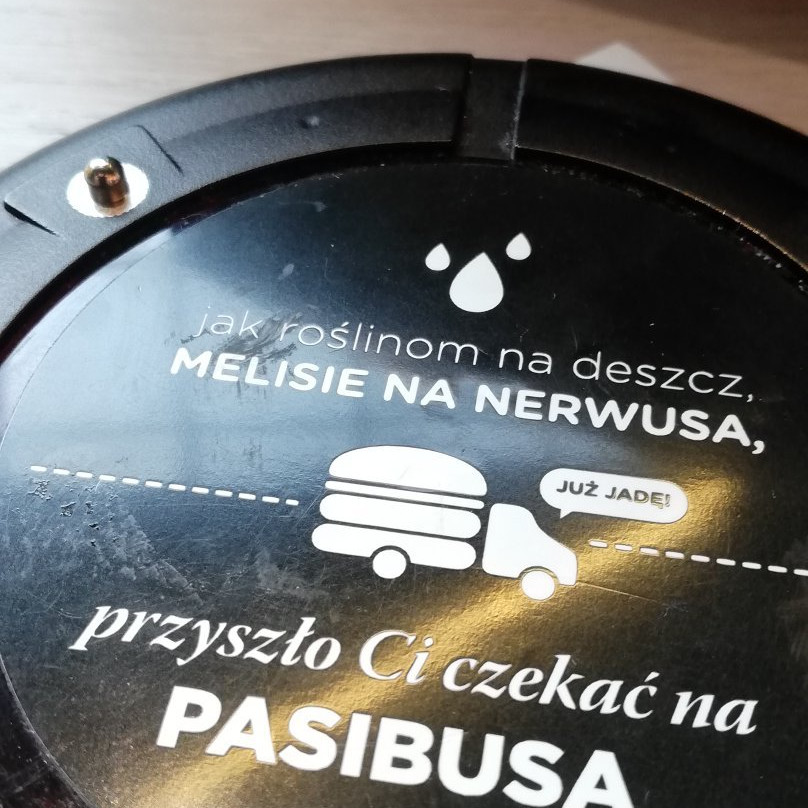 jak roślinom na deszcz,
MELISIE NA NERWUSA,
JUŻ JADĘ!
przyszło Ci czekać na
PASIBUSA